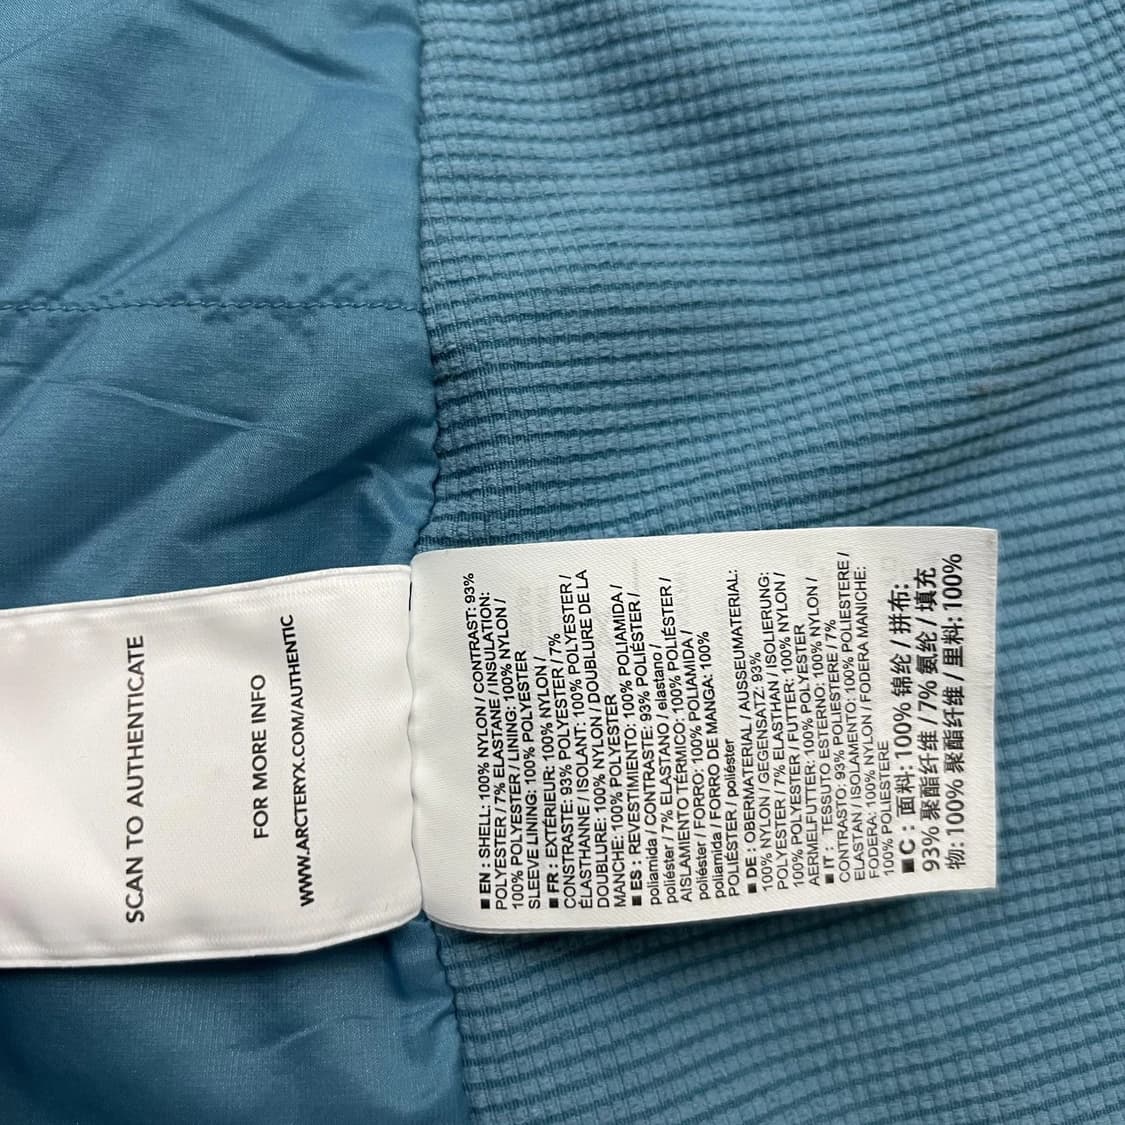 SCAN TO AUTHENTICATE
FOR MORE INFO
WWW.ARCTERYX.COM/AUTHENTIC
■ EN : SHELL: 100% NYLON / CONTRAST: 93%
POLYESTER / 7% ELASTANE / INSULATION:
100% POLYESTER / LINING: 100% NYLON /
SLEEVE LINING: 100% POLYESTER
■ FR : EXTÉRIEUR: 100% NYLON /
CONSTRASTE: 93% POLYESTER / 7%
ÉLASTHANNE / ISOLANT: 100% POLYESTER /
DOUBLURE: 100% NYLON / DOUBLURE DE LA
MANCHE: 100% POLYESTER
■ ES : REVESTIMIENTO: 100% POLIAMIDA /
poliamida / CONTRASTE: 93% POLIÉSTER /
poliéster / 7% ELASTANO / elastano /
AISLAMIENTO TÉRMICO: 100% POLIÉSTER /
poliéster / FORRO: 100% POLIAMIDA /
poliamida / FORRO DE MANGA: 100%
POLIÉSTER / poliéster
■ DE : OBERMATERIAL / AUSSEUMATERIAL:
100% NYLON / GEGENSATZ: 93%
POLYESTER / 7% ELASTHAN / ISOLIERUNG:
100% POLYESTER / FUTTER: 100% NYLON /
AERMELFUTTER: 100% POLYESTER
■ IT : TESSUTO ESTERNO: 100% NYLON /
CONTRASTO: 93% POLIESTERE / 7%
ELASTAN / ISOLAMENTO: 100% POLIESTERE /
FODERA: 100% NYLON / FODERA MANICHE:
100% POLIESTERE
■ C : 面料: 100% 锦纶 / 拼布:
93% 聚酯纤维 / 7% 氨纶 / 填充
物: 100% 聚酯纤维 / 里料: 100%